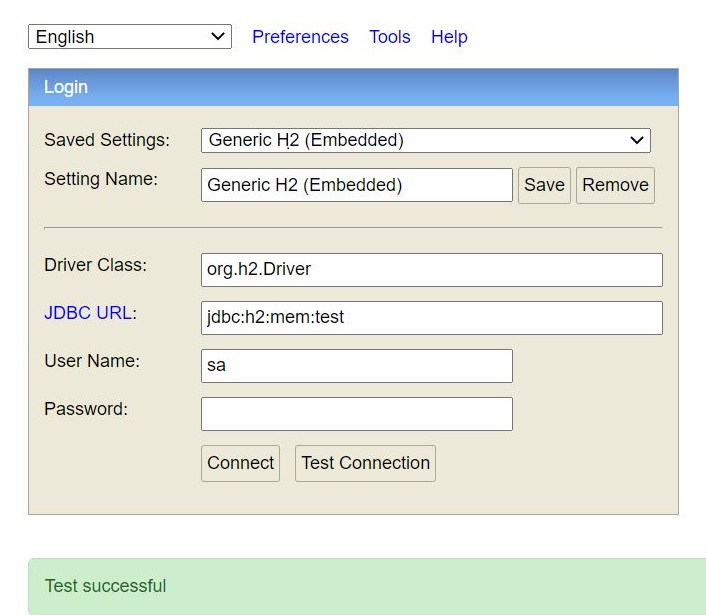 English Preferences Tools Help
Login
Saved Settings: Generic H2 (Embedded)
Setting Name: Generic H2 (Embedded) Save Remove
Driver Class: org.h2.Driver
JDBC URL: jdbc:h2:mem:test
User Name: sa
Password:
Connect Test Connection
Test successful